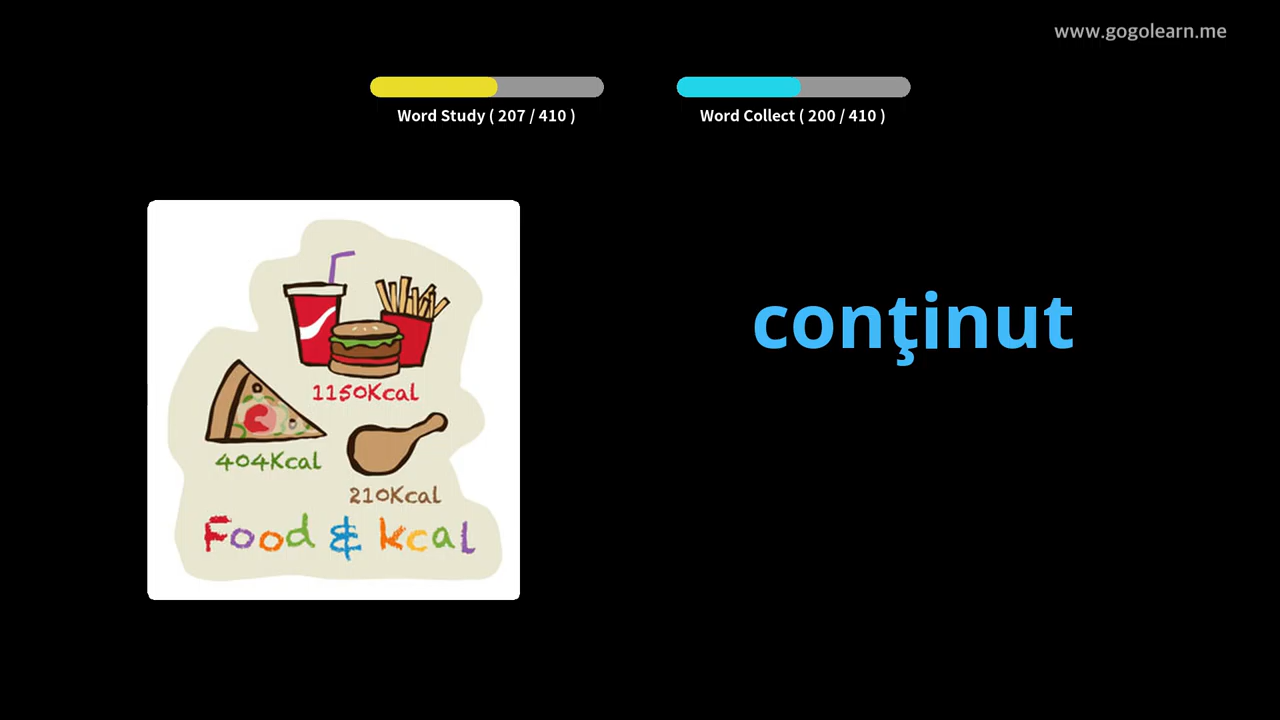 www.gogolearn.me
Word Study ( 207 / 410 )
Word Collect ( 200 / 410 )
conţinut
1150Kcal
404Kcal
210Kcal
Food & kcal